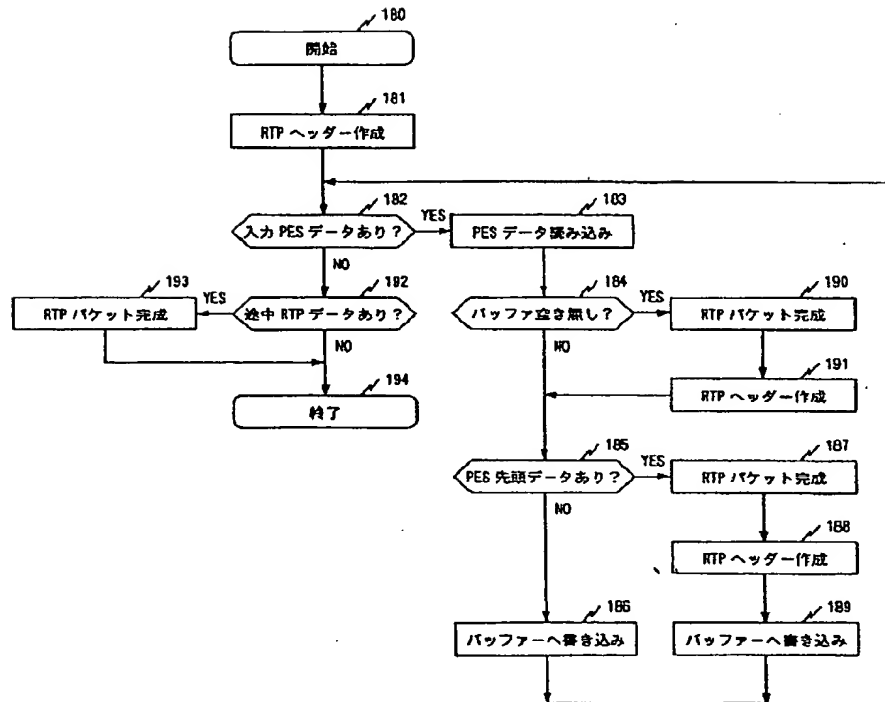 180
開始
181
RTP ヘッダー作成
182
入力 PES データあり?
YES
NO
183
PES データ読み込み
192
途中 RTP データあり?
YES
NO
193
RTP パケット完成
194
終了
184
バッファ空き無し?
YES
NO
190
RTP パケット完成
191
RTP ヘッダー作成
185
PES 先頭データあり?
YES
NO
187
RTP パケット完成
188
RTP ヘッダー作成
186
バッファーへ書き込み
189
バッファーへ書き込み